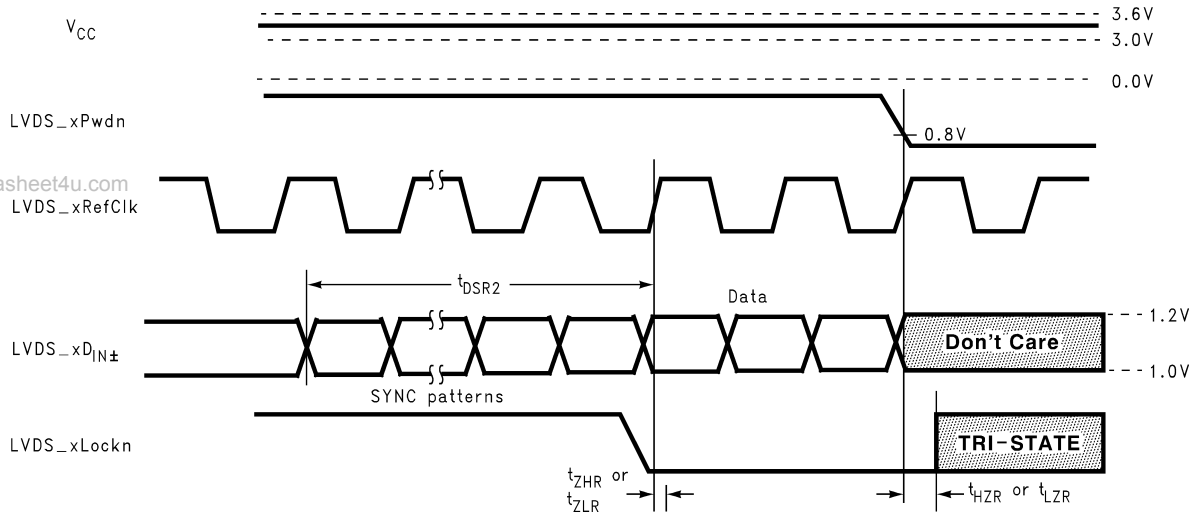 3.6V
V_CC
3.0V
0.0V
LVDS_xPwdn
0.8V
asheet4u.com
LVDS_xRefClk
t_DSR2
Data
1.2V
LVDS_xD_IN±
Don't Care
1.0V
SYNC patterns
LVDS_xLockn
TRI-STATE
t_ZHR or
t_ZLR
t_HZR or t_LZR